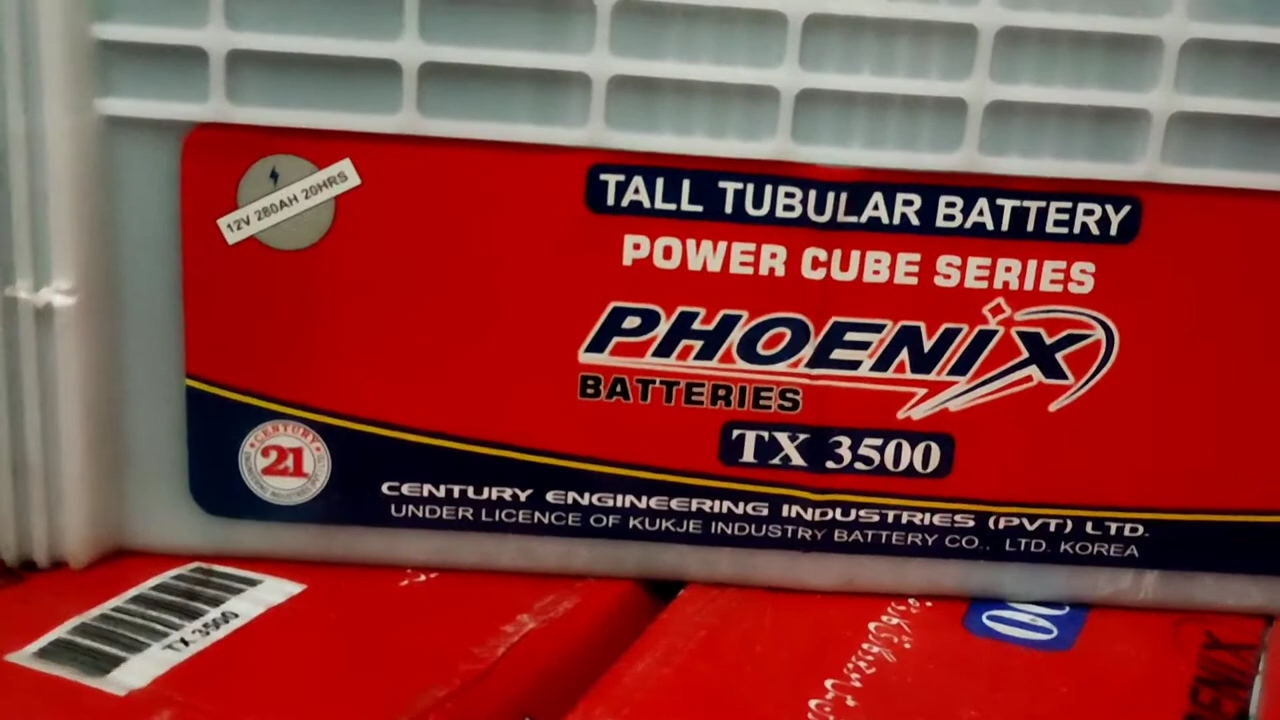 12V 280AH 20HRS
TALL TUBULAR BATTERY
POWER CUBE SERIES
PHOENIX
BATTERIES
TX 3500
CENTURY
21
CENTURY ENGINEERING INDUSTRIES (PVT) LTD.
UNDER LICENCE OF KUKJE INDUSTRY BATTERY CO., LTD. KOREA
TX 3500